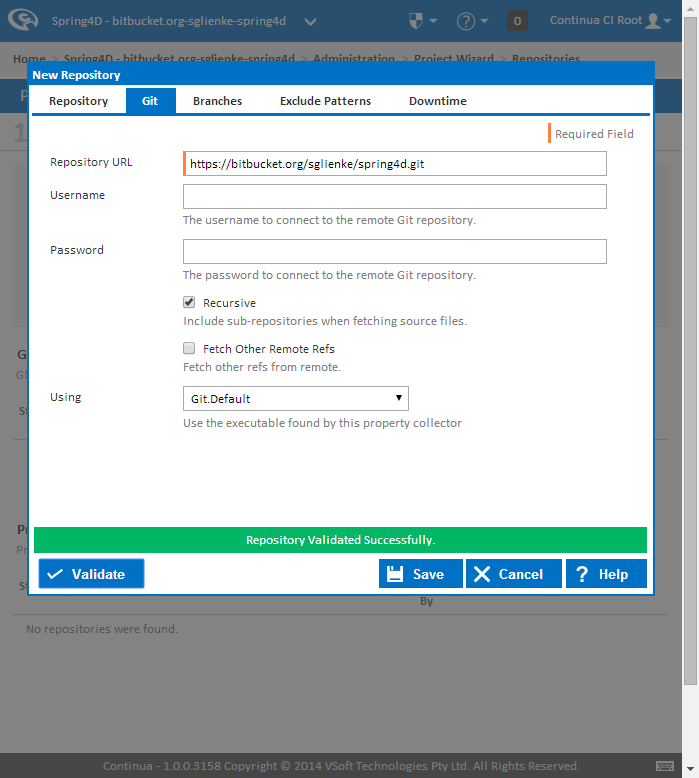 Spring4D - bitbucket.org-sglienke-spring4d
0
Continua CI Root
Home > Spring4D - bitbucket.org-sglienke-spring4d > Administration > Project Wizard > Repositories
New Repository
Repository Git Branches Exclude Patterns Downtime
Required Field
Repository URL https://bitbucket.org/sglienke/spring4d.git
Username
The username to connect to the remote Git repository.
Password
The password to connect to the remote Git repository.
Recursive
Include sub-repositories when fetching source files.
Fetch Other Remote Refs
Fetch other refs from remote.
Using Git.Default
Use the executable found by this property collector
Repository Validated Successfully.
Validate Save Cancel Help
By
No repositories were found.
Continua - 1.0.0.3158 Copyright © 2014 VSoft Technologies Pty Ltd. All Rights Reserved.